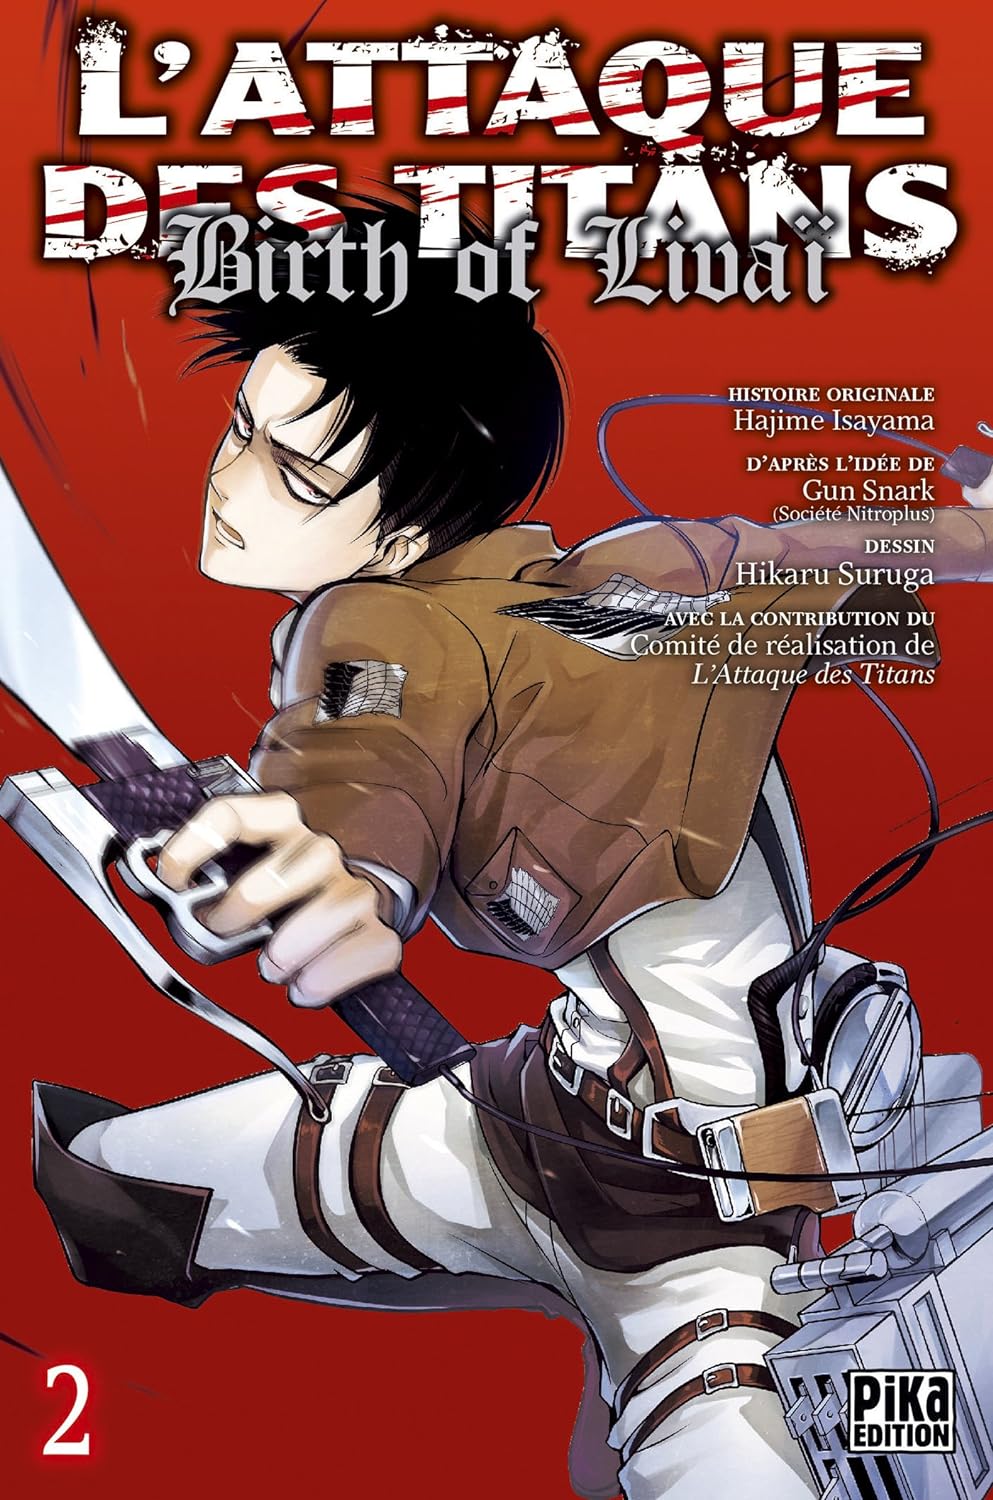 L'ATTAQUE
DES TITANS
Birth of Livaï
HISTOIRE ORIGINALE
Hajime Isayama
D'APRÈS L'IDÉE DE
Gun Snark
(Société Nitroplus)
DESSIN
Hikaru Suruga
AVEC LA CONTRIBUTION DU
Comité de réalisation de
L'Attaque des Titans
2
PiKa
EDITION